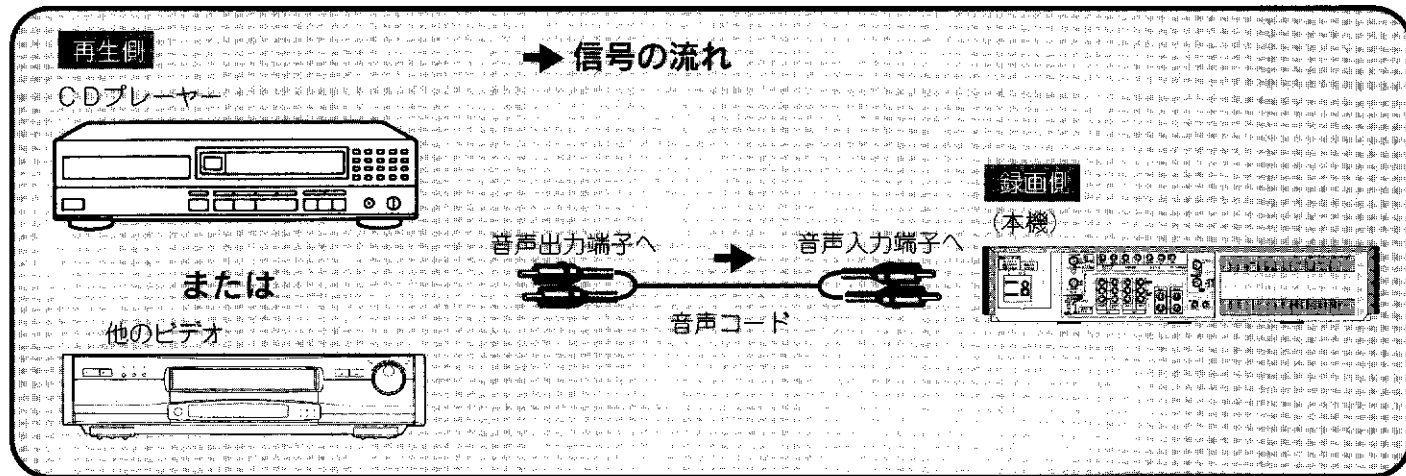 再生側
➡ 信号の流れ
CDプレーヤー
または
他のビデオ
音声出力端子へ
➡
音声入力端子へ
音声コード
録画側
(本機)